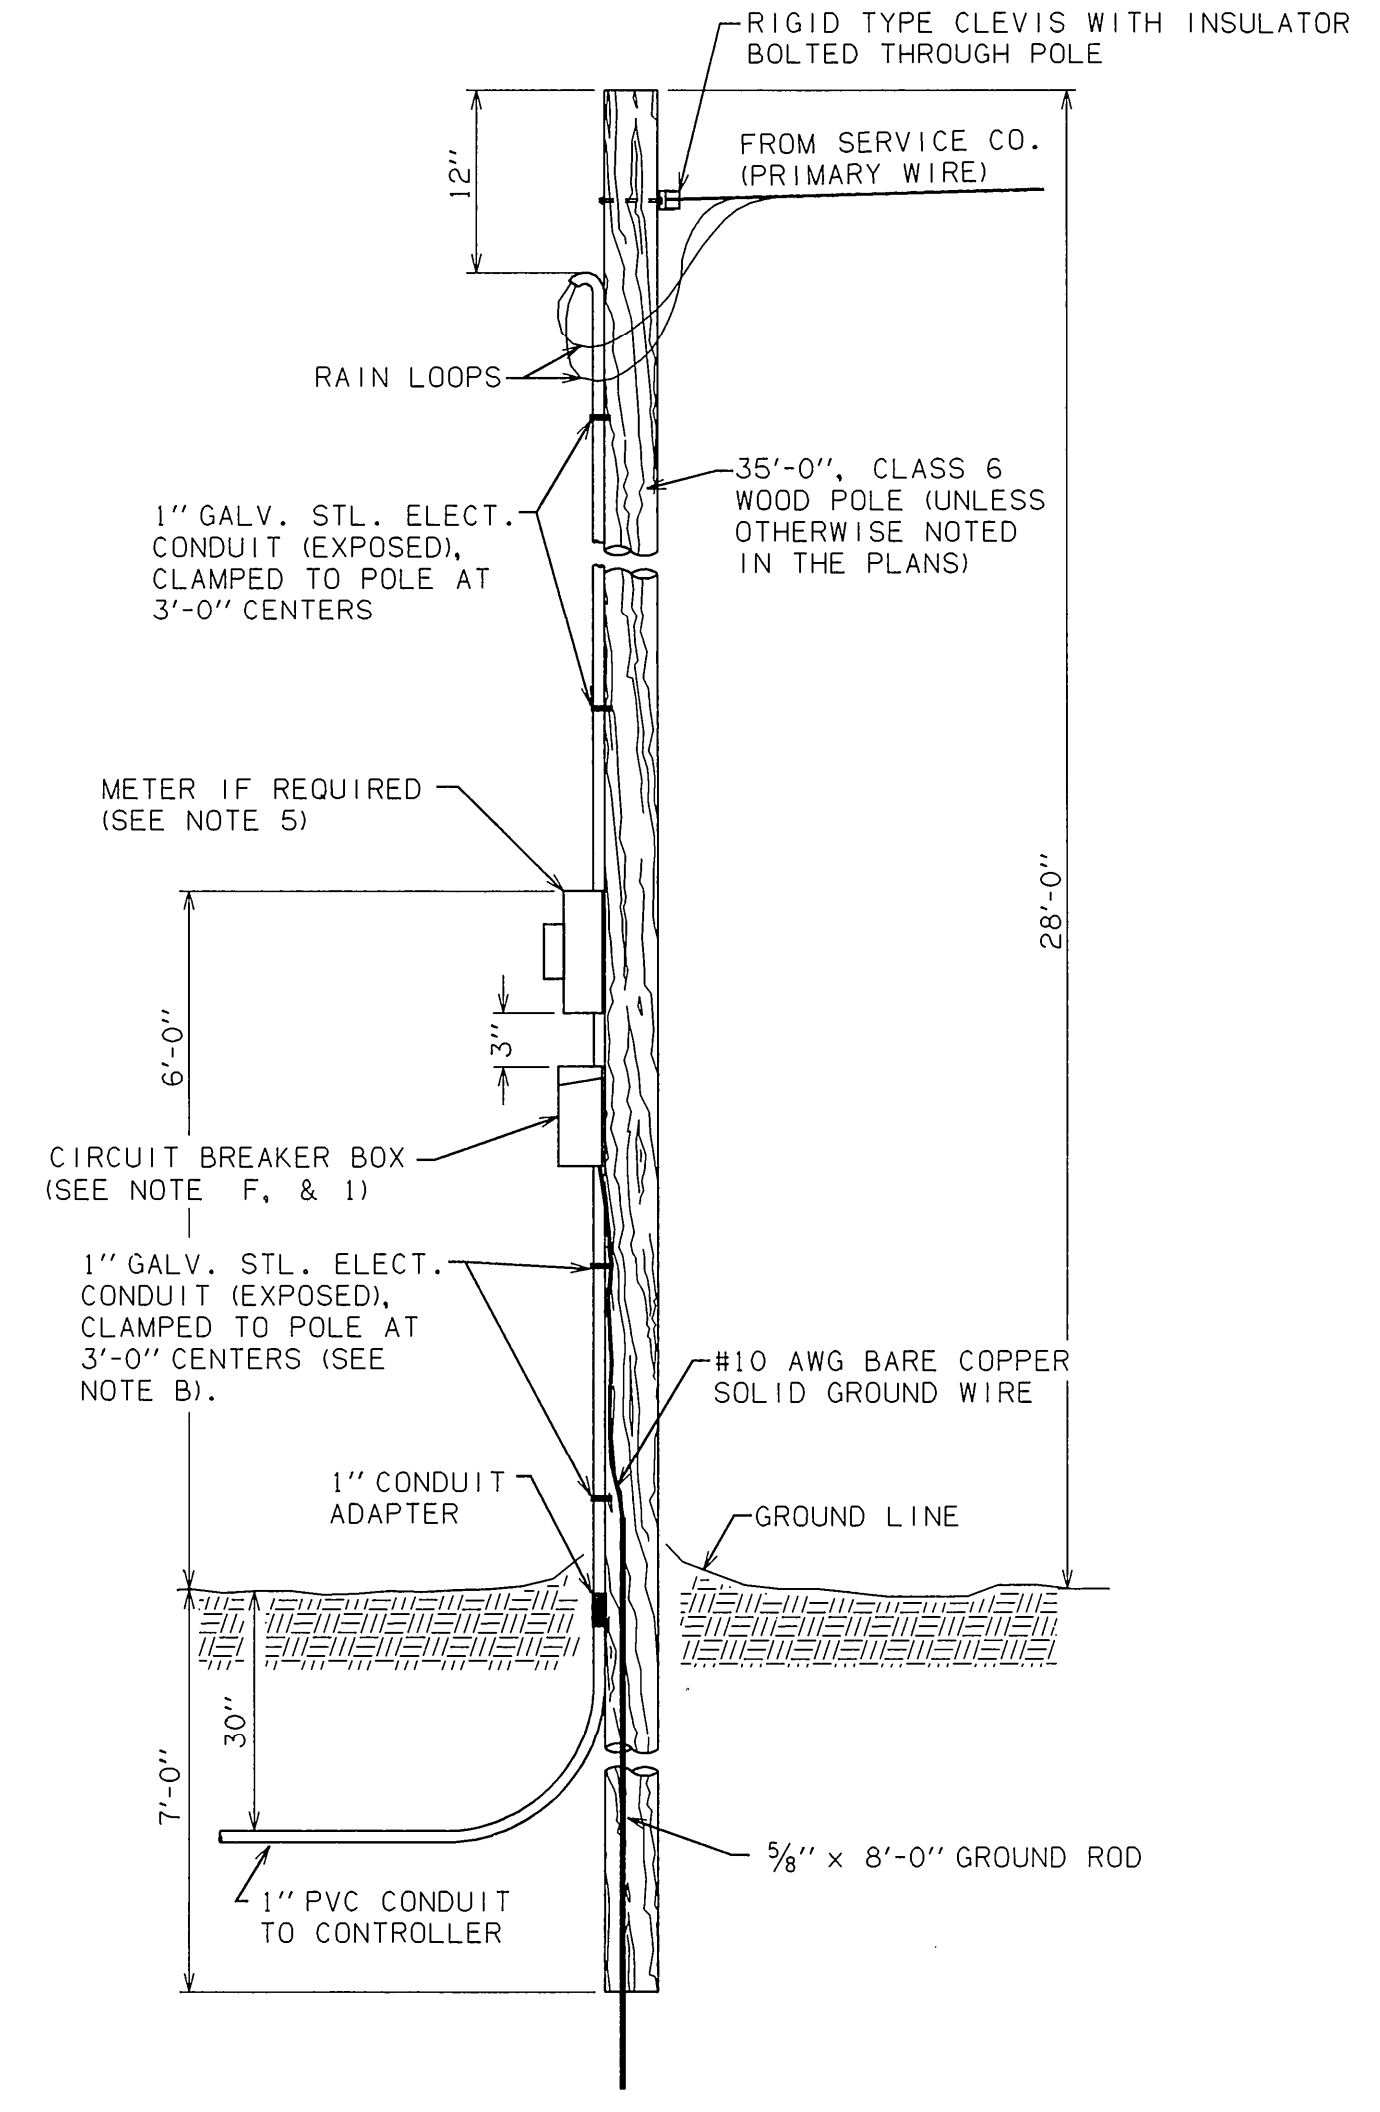 RIGID TYPE CLEVIS WITH INSULATOR
BOLTED THROUGH POLE
12"
FROM SERVICE CO.
(PRIMARY WIRE)
RAIN LOOPS
35'-0", CLASS 6
WOOD POLE (UNLESS
OTHERWISE NOTED
IN THE PLANS)
1" GALV. STL. ELECT.
CONDUIT (EXPOSED),
CLAMPED TO POLE AT
3'-0" CENTERS
METER IF REQUIRED
(SEE NOTE 5)
28'-0"
6'-0"
3"
CIRCUIT BREAKER BOX
(SEE NOTE F, & 1)
1" GALV. STL. ELECT.
CONDUIT (EXPOSED),
CLAMPED TO POLE AT
3'-0" CENTERS (SEE
NOTE B).
#10 AWG BARE COPPER
SOLID GROUND WIRE
1" CONDUIT
ADAPTER
GROUND LINE
30"
7'-0"
5/8" x 8'-0" GROUND ROD
1" PVC CONDUIT
TO CONTROLLER